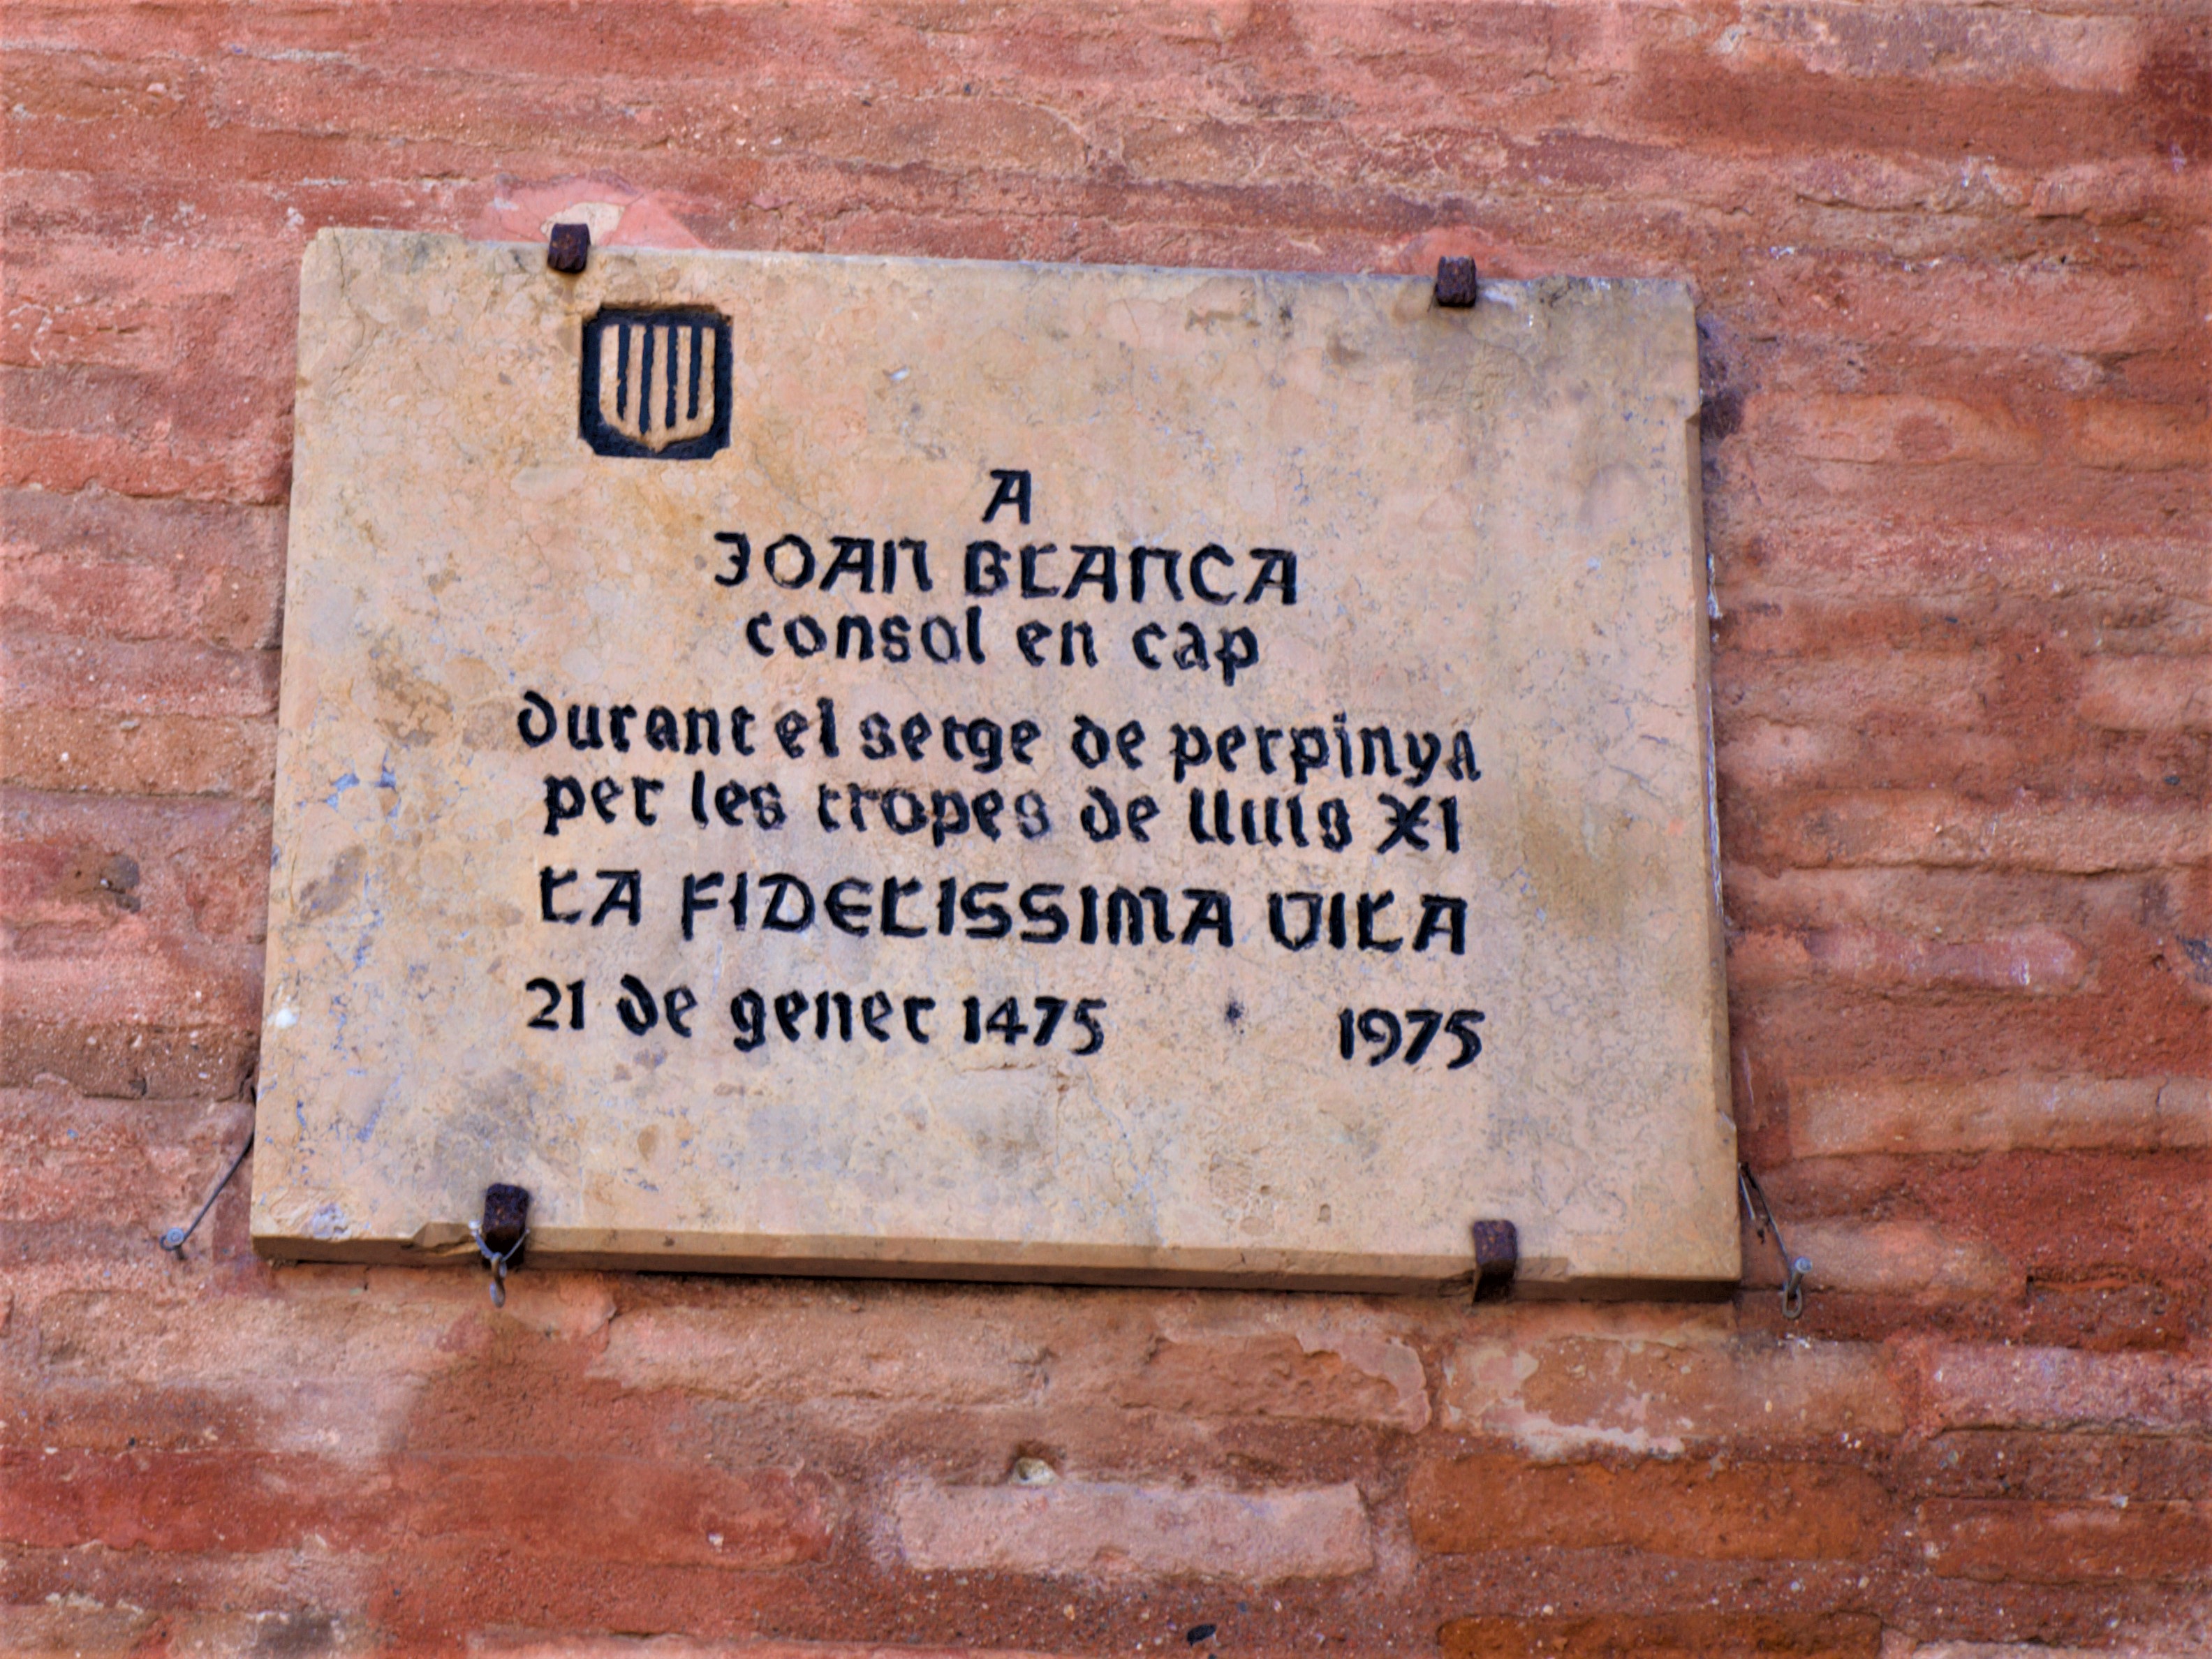 A
JOAN BLANCA
consol en cap
durant el setge de perpinyA
per les tropes de lluis XI
LA FIDELISSIMA VILA
21 de gener 1475 · 1975